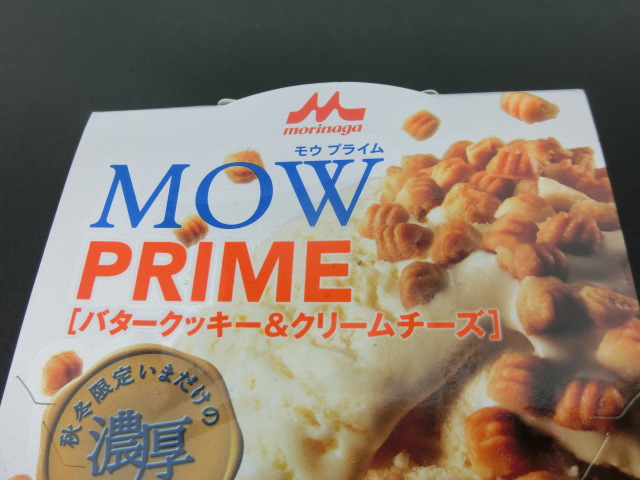 morinaga
モウ プライム
MOW
PRIME
[バタークッキー&クリームチーズ]
秋冬限定いまだけの
濃厚